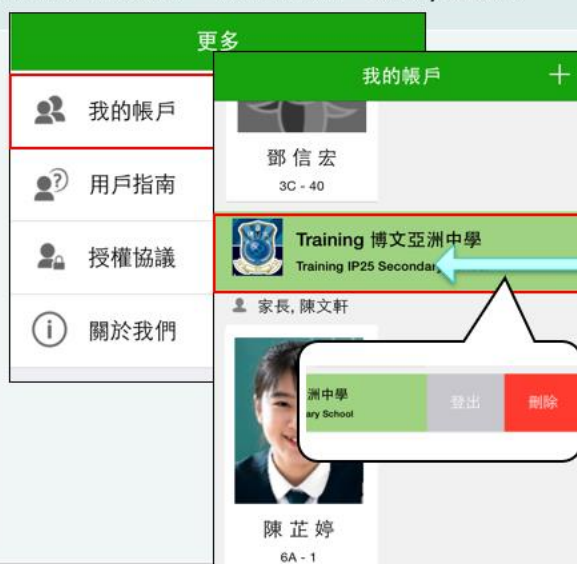 更多
我的帳戶
用戶指南
授權協議
關於我們
我的帳戶
鄧信宏
3C - 40
Training 博文亞洲中學
Training IP25 Secondary
家長, 陳文軒
洲中學
ary School
登出
刪除
陳芷婷
6A - 1